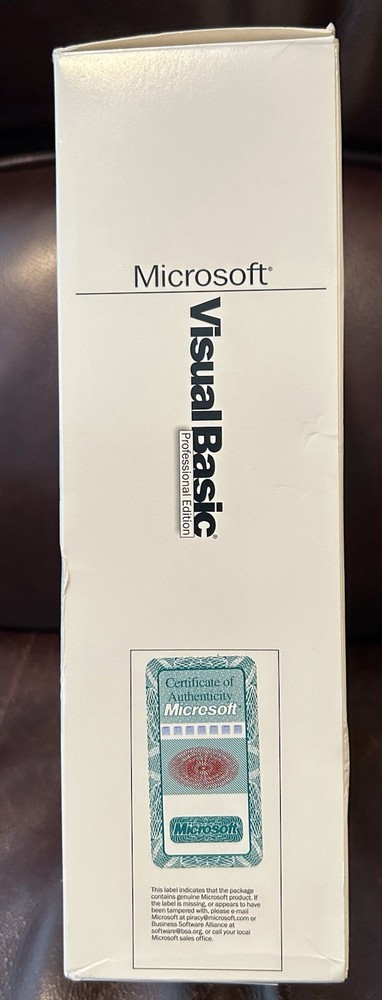 Microsoft®
Visual Basic®
Professional Edition
Certificate of
Authenticity
Microsoft®
Microsoft
This label indicates that the package
contains genuine Microsoft product. If
the label is missing, or appears to have
been tampered with, please e-mail
Microsoft at piracy@microsoft.com or
Business Software Alliance at
software@bsa.org, or call your local
Microsoft sales office.